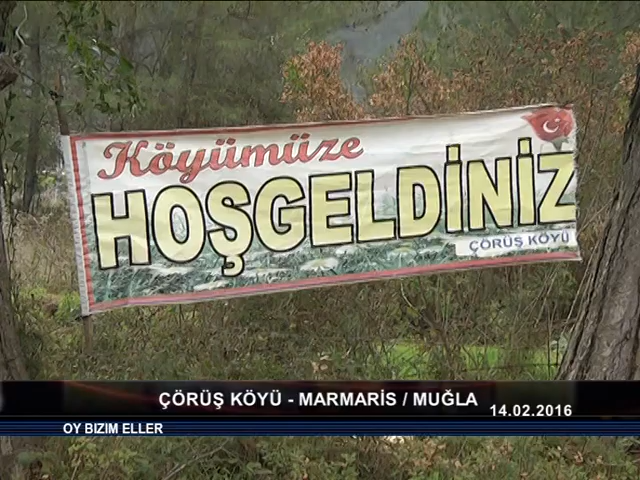 Köyümüze
HOŞGELDİNİZ
ÇÖRÜŞ KÖYÜ
ÇÖRÜŞ KÖYÜ - MARMARİS / MUĞLA
14.02.2016
OY BIZIM ELLER